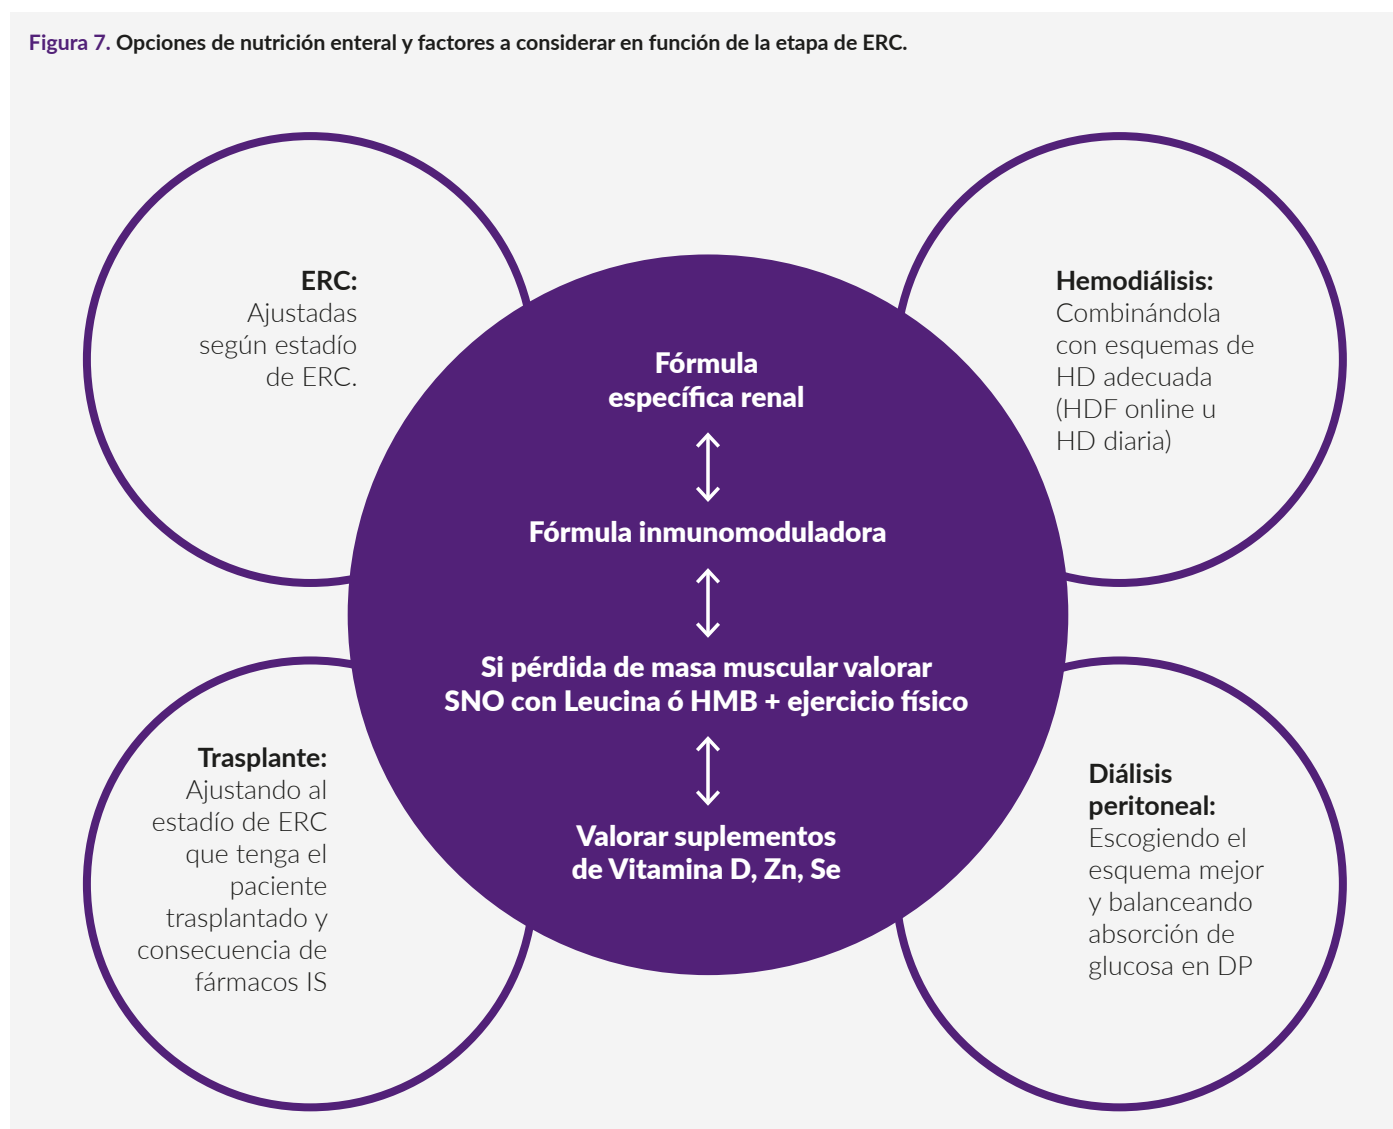 Figura 7. Opciones de nutrición enteral y factores a considerar en función de la etapa de ERC.
ERC:
Ajustadas
según estadío
de ERC.
Hemodiálisis:
Combinándola
con esquemas de
HD adecuada
(HDF online u
HD diaria)
Fórmula
específica renal
Fórmula inmunomoduladora
Si pérdida de masa muscular valorar
SNO con Leucina ó HMB + ejercicio físico
Valorar suplementos
de Vitamina D, Zn, Se
Trasplante:
Ajustando al
estadío de ERC
que tenga el
paciente
trasplantado y
consecuencia de
fármacos IS
Diálisis
peritoneal:
Escogiendo el
esquema mejor
y balanceando
absorción de
glucosa en DP